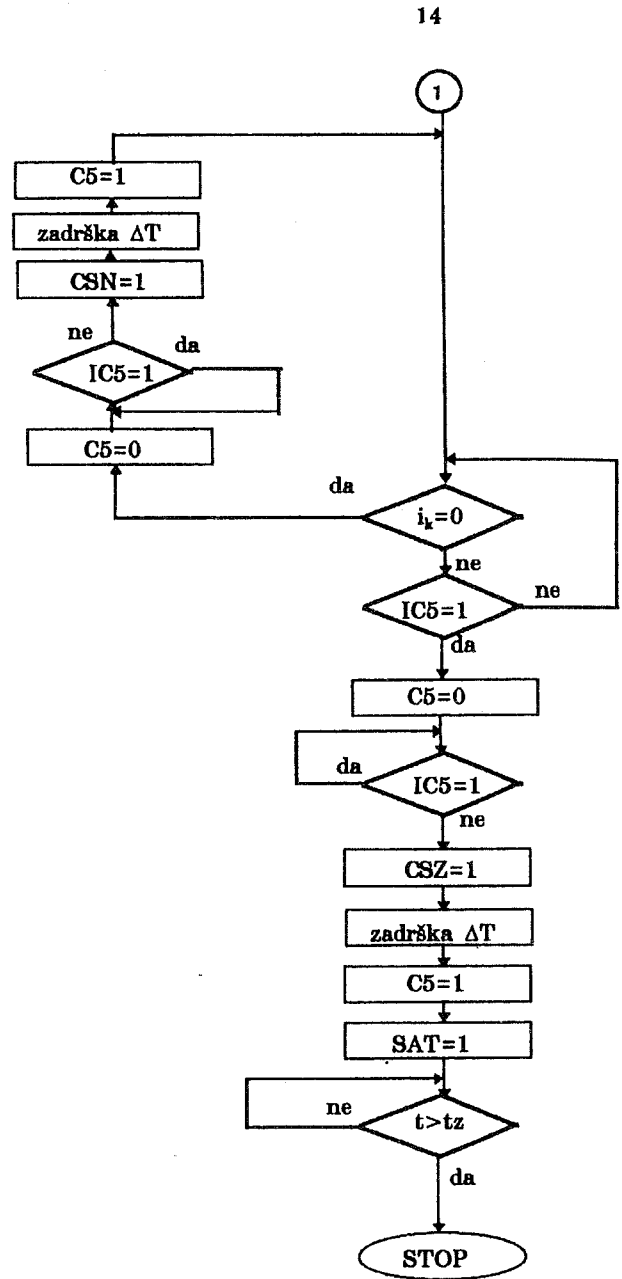 14
1
C5=1
zadrška ΔT
CSN=1
ne
da
IC5=1
C5=0
da
iₖ=0
ne
ne
IC5=1
da
C5=0
da
IC5=1
ne
CSZ=1
zadrška ΔT
C5=1
SAT=1
ne
t>tz
da
STOP